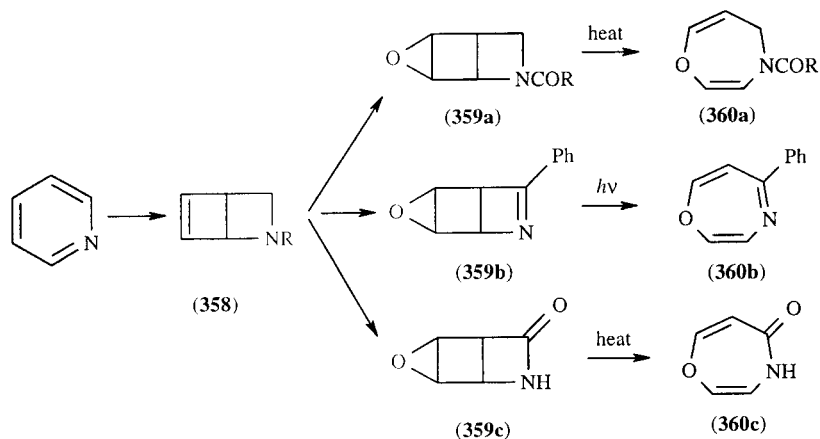 O
NCOR
heat
O
NCOR
(359a)
(360a)
N
NR
(358)
Ph
O
N
hν
Ph
O
N
(359b)
(360b)
O
O
NH
heat
O
O
NH
(359c)
(360c)